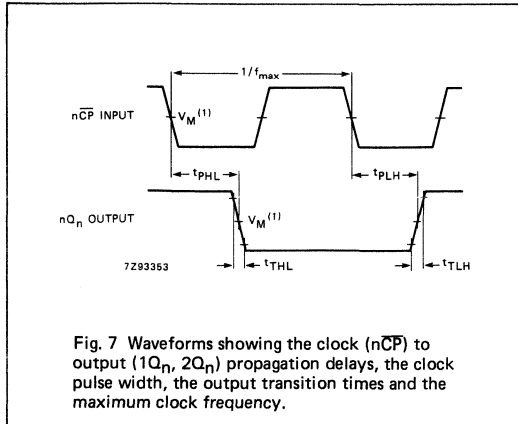 1/fmax
nC̅P̅ INPUT
VM(1)
tPHL
tPLH
nQn OUTPUT
VM(1)
7Z93353
tTHL
tTLH
Fig. 7 Waveforms showing the clock (nC̅P̅) to
output (1Qn, 2Qn) propagation delays, the clock
pulse width, the output transition times and the
maximum clock frequency.